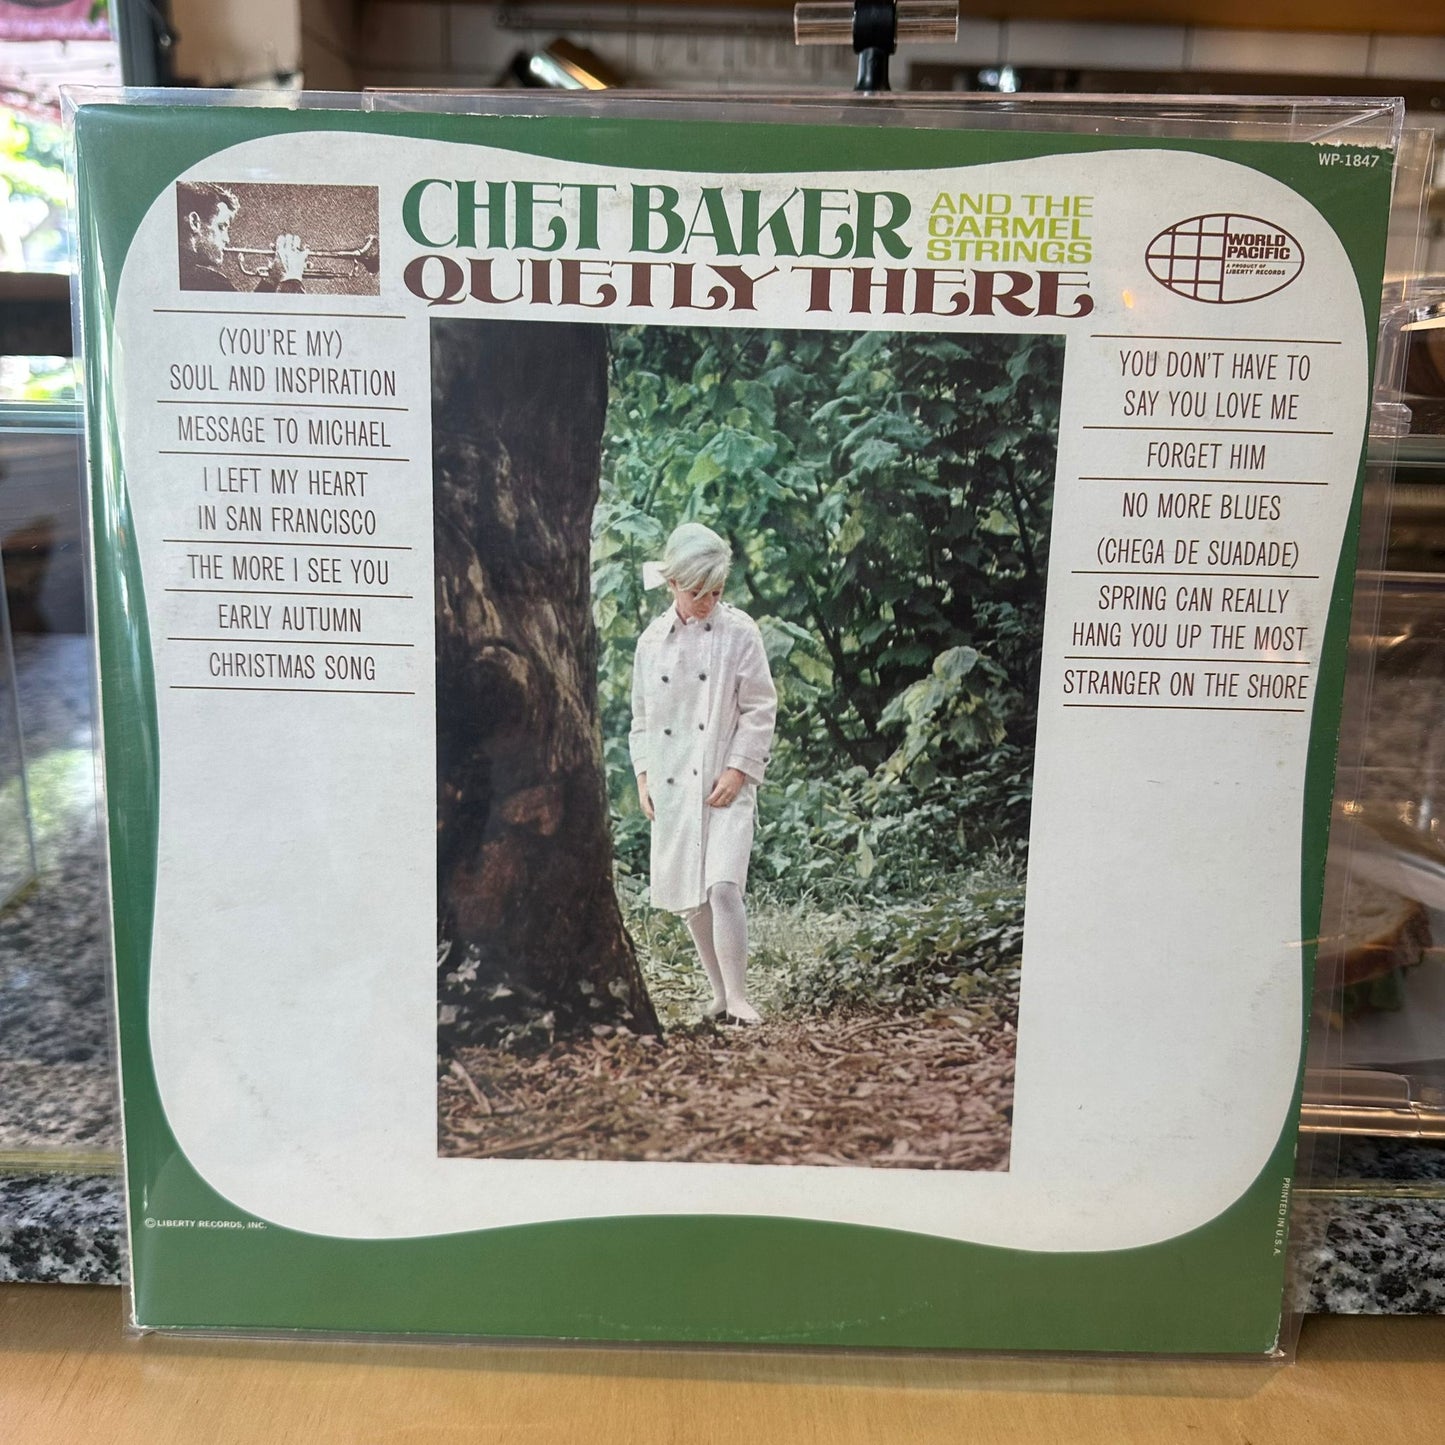 WP-1847
CHET BAKER
AND THE
CARMEL
STRINGS
QUIETLY THERE
WORLD
PACIFIC
A PRODUCT OF
LIBERTY RECORDS
(YOU'RE MY)
SOUL AND INSPIRATION
MESSAGE TO MICHAEL
I LEFT MY HEART
IN SAN FRANCISCO
THE MORE I SEE YOU
EARLY AUTUMN
CHRISTMAS SONG
YOU DON'T HAVE TO
SAY YOU LOVE ME
FORGET HIM
NO MORE BLUES
(CHEGA DE SUADADE)
SPRING CAN REALLY
HANG YOU UP THE MOST
STRANGER ON THE SHORE
©LIBERTY RECORDS, INC.
PRINTED IN U.S.A.